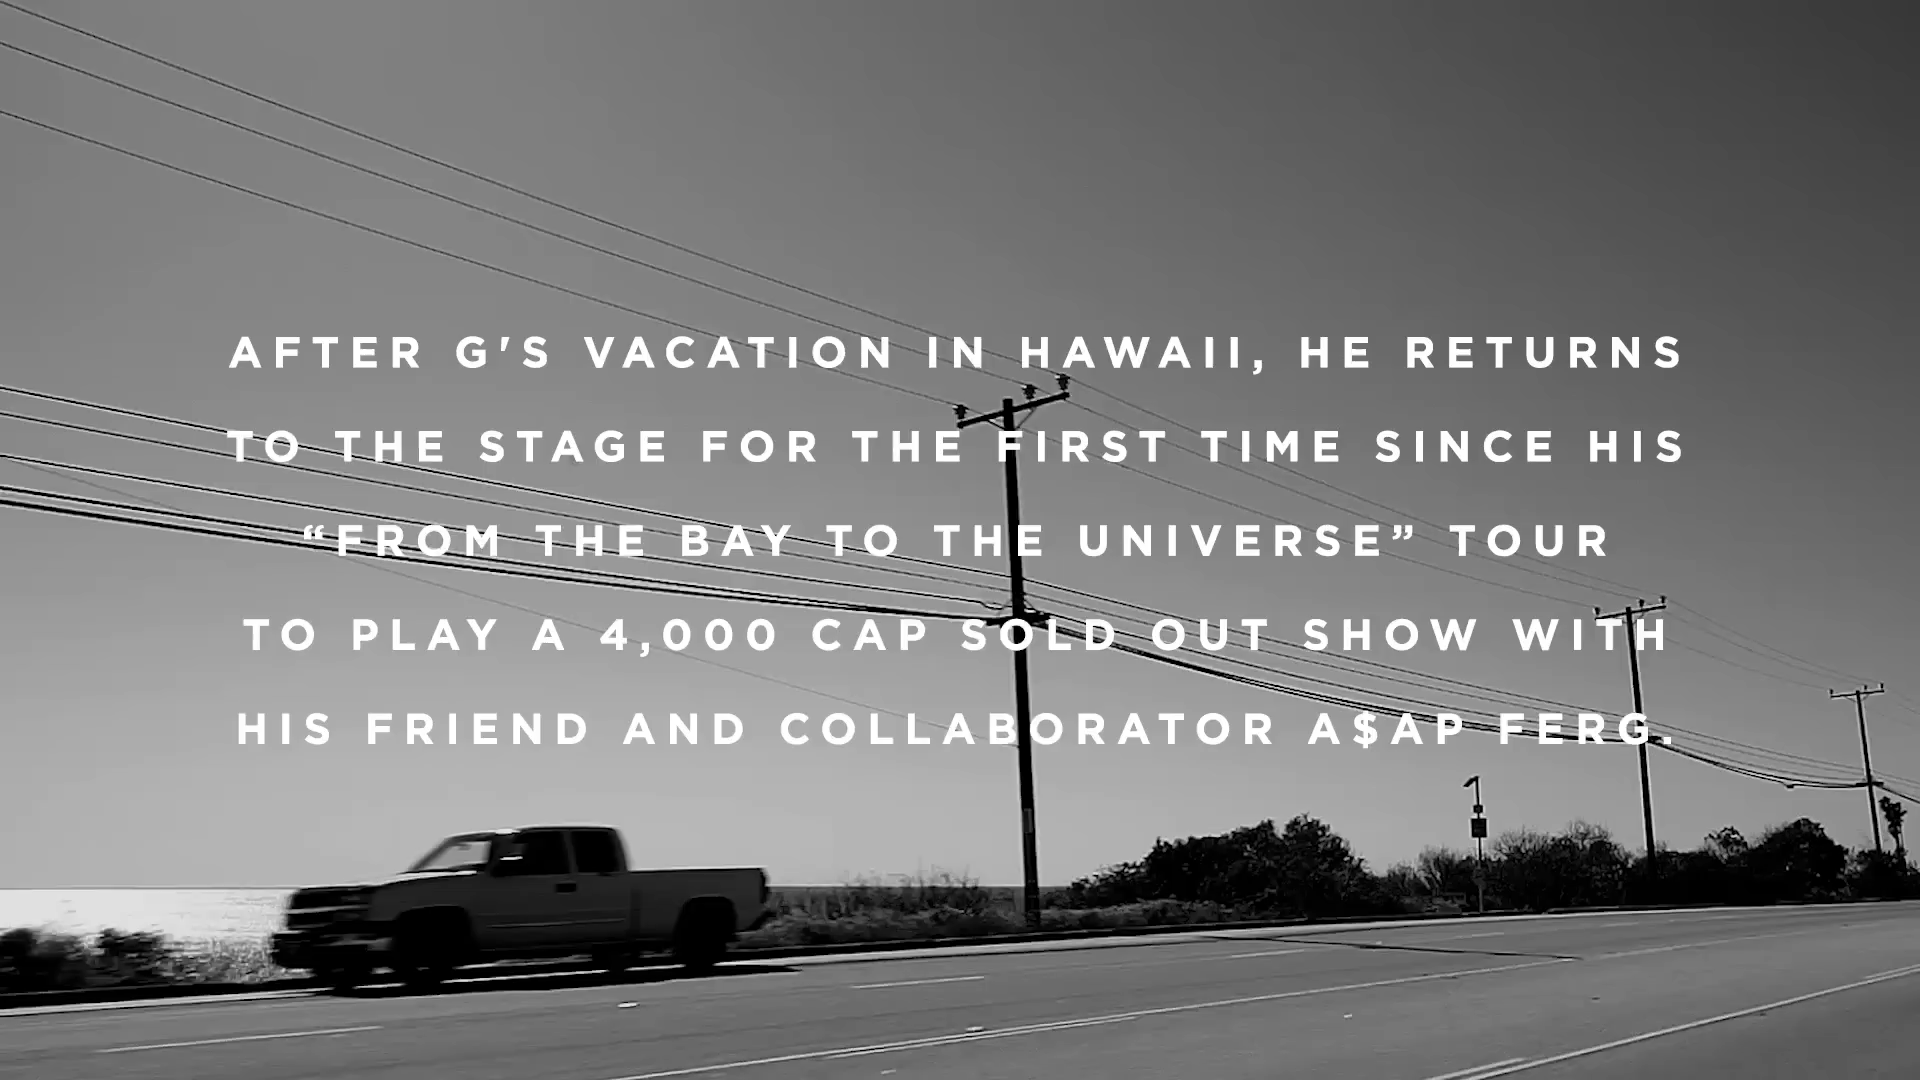 AFTER G'S VACATION IN HAWAII, HE RETURNS
TO THE STAGE FOR THE FIRST TIME SINCE HIS
“FROM THE BAY TO THE UNIVERSE” TOUR
TO PLAY A 4,000 CAP SOLD OUT SHOW WITH
HIS FRIEND AND COLLABORATOR A$AP FERG.